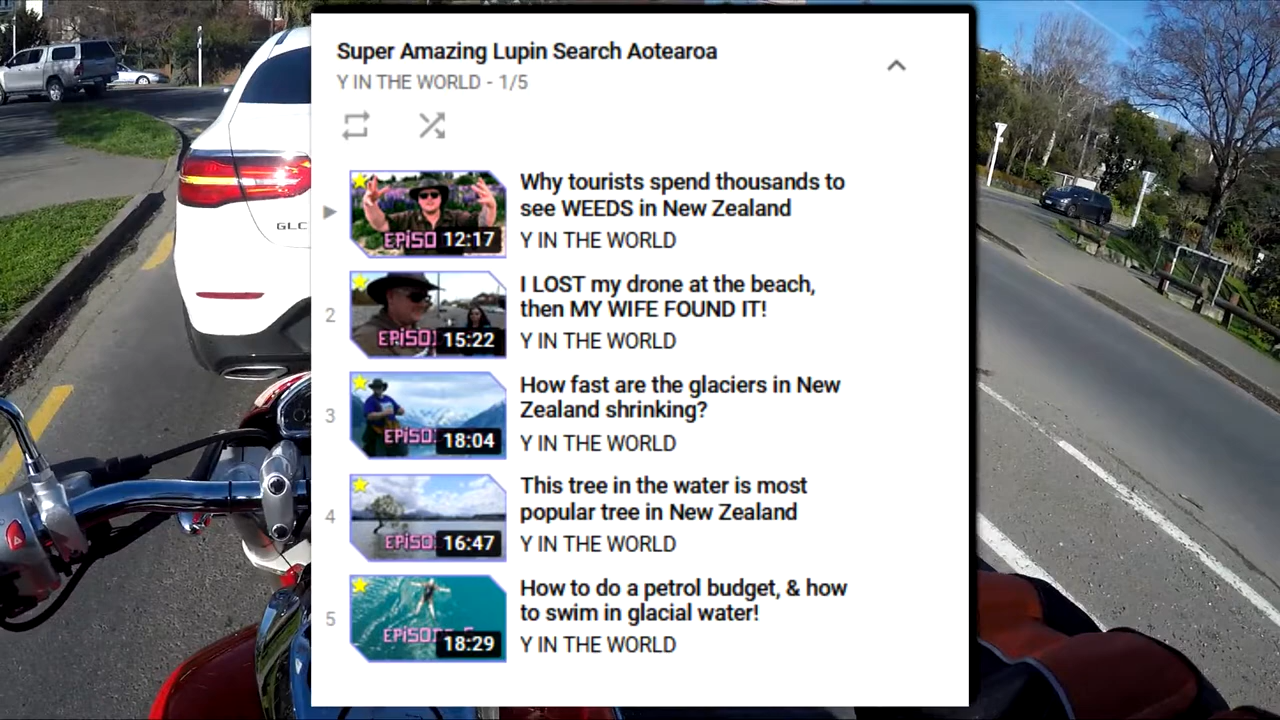 Super Amazing Lupin Search Aotearoa
Y IN THE WORLD - 1/5
Why tourists spend thousands to
see WEEDS in New Zealand
Y IN THE WORLD
EPiSO
12:17
2
I LOST my drone at the beach,
then MY WIFE FOUND IT!
Y IN THE WORLD
EPiSO
15:22
3
How fast are the glaciers in New
Zealand shrinking?
Y IN THE WORLD
EPiSO
18:04
4
This tree in the water is most
popular tree in New Zealand
Y IN THE WORLD
EPiSO
16:47
5
How to do a petrol budget, & how
to swim in glacial water!
Y IN THE WORLD
EPiSO
18:29
GLC